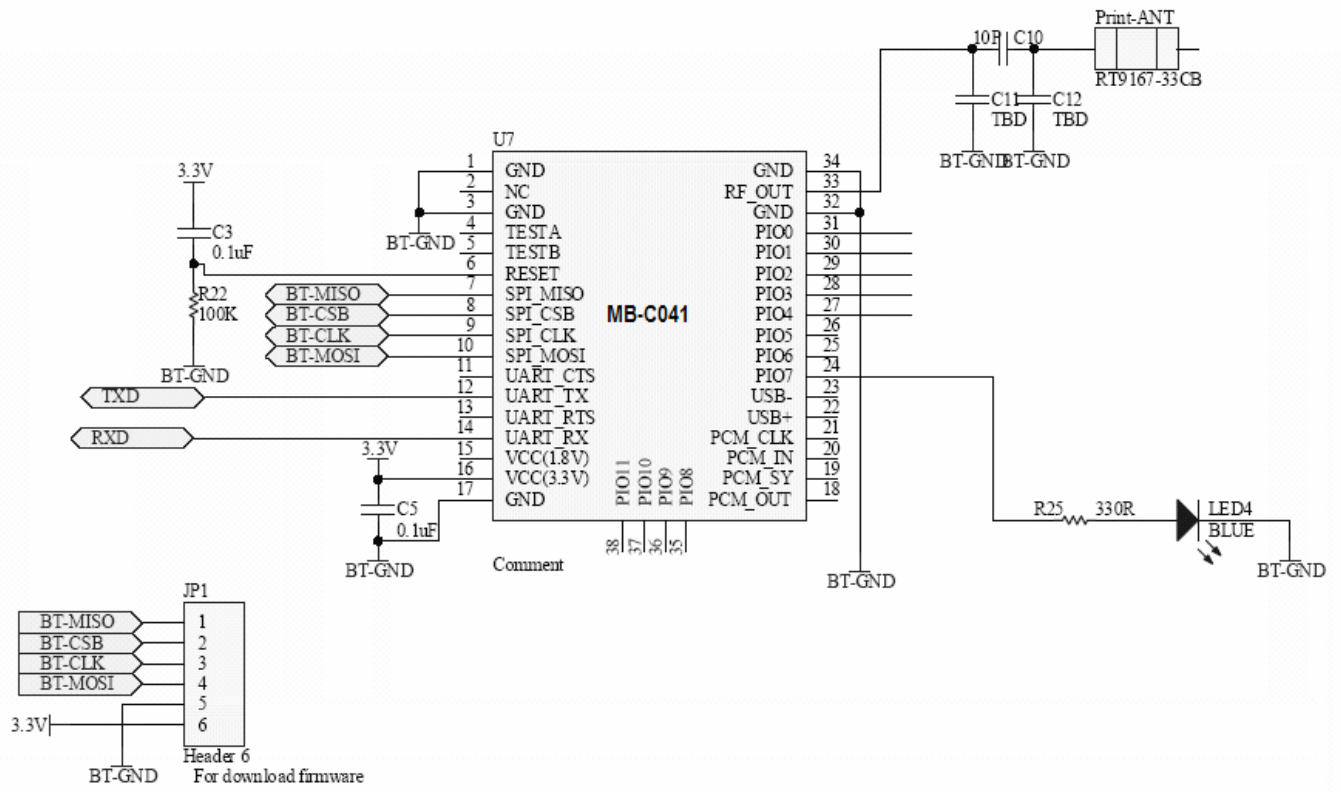 Print-ANT
10P C10
RT9167-33CB
C11
TBD
C12
TBD
BT-GND
BT-GND
U7
3.3V
C3
0.1uF
R22
100K
BT-GND
BT-GND
1 GND
2 NC
3 GND
4 TESTA
5 TESTB
6 RESET
BT-MISO 7 SPI_MISO
BT-CSB 8 SPI_CSB
BT-CLK 9 SPI_CLK
BT-MOSI 10 SPI_MOSI
11 UART_CTS
TXD 12 UART_TX
13 UART_RTS
RXD 14 UART_RX
15 VCC(1.8V)
16 VCC(3.3V)
17 GND
3.3V
C5
0.1uF
BT-GND
MB-C041
GND 34
RF_OUT 33
GND 32
PIO0 31
PIO1 30
PIO2 29
PIO3 28
PIO4 27
PIO5 26
PIO6 25
PIO7 24
USB- 23
USB+ 22
PCM_CLK 21
PCM_IN 20
PCM_SY 19
PCM_OUT 18
PIO11 PIO10 PIO9 PIO8
38 37 36 35
Comment
BT-GND
R25 330R
LED4
BLUE
BT-GND
JP1
BT-MISO 1
BT-CSB 2
BT-CLK 3
BT-MOSI 4
5
3.3V 6
Header 6
BT-GND
For download firmware